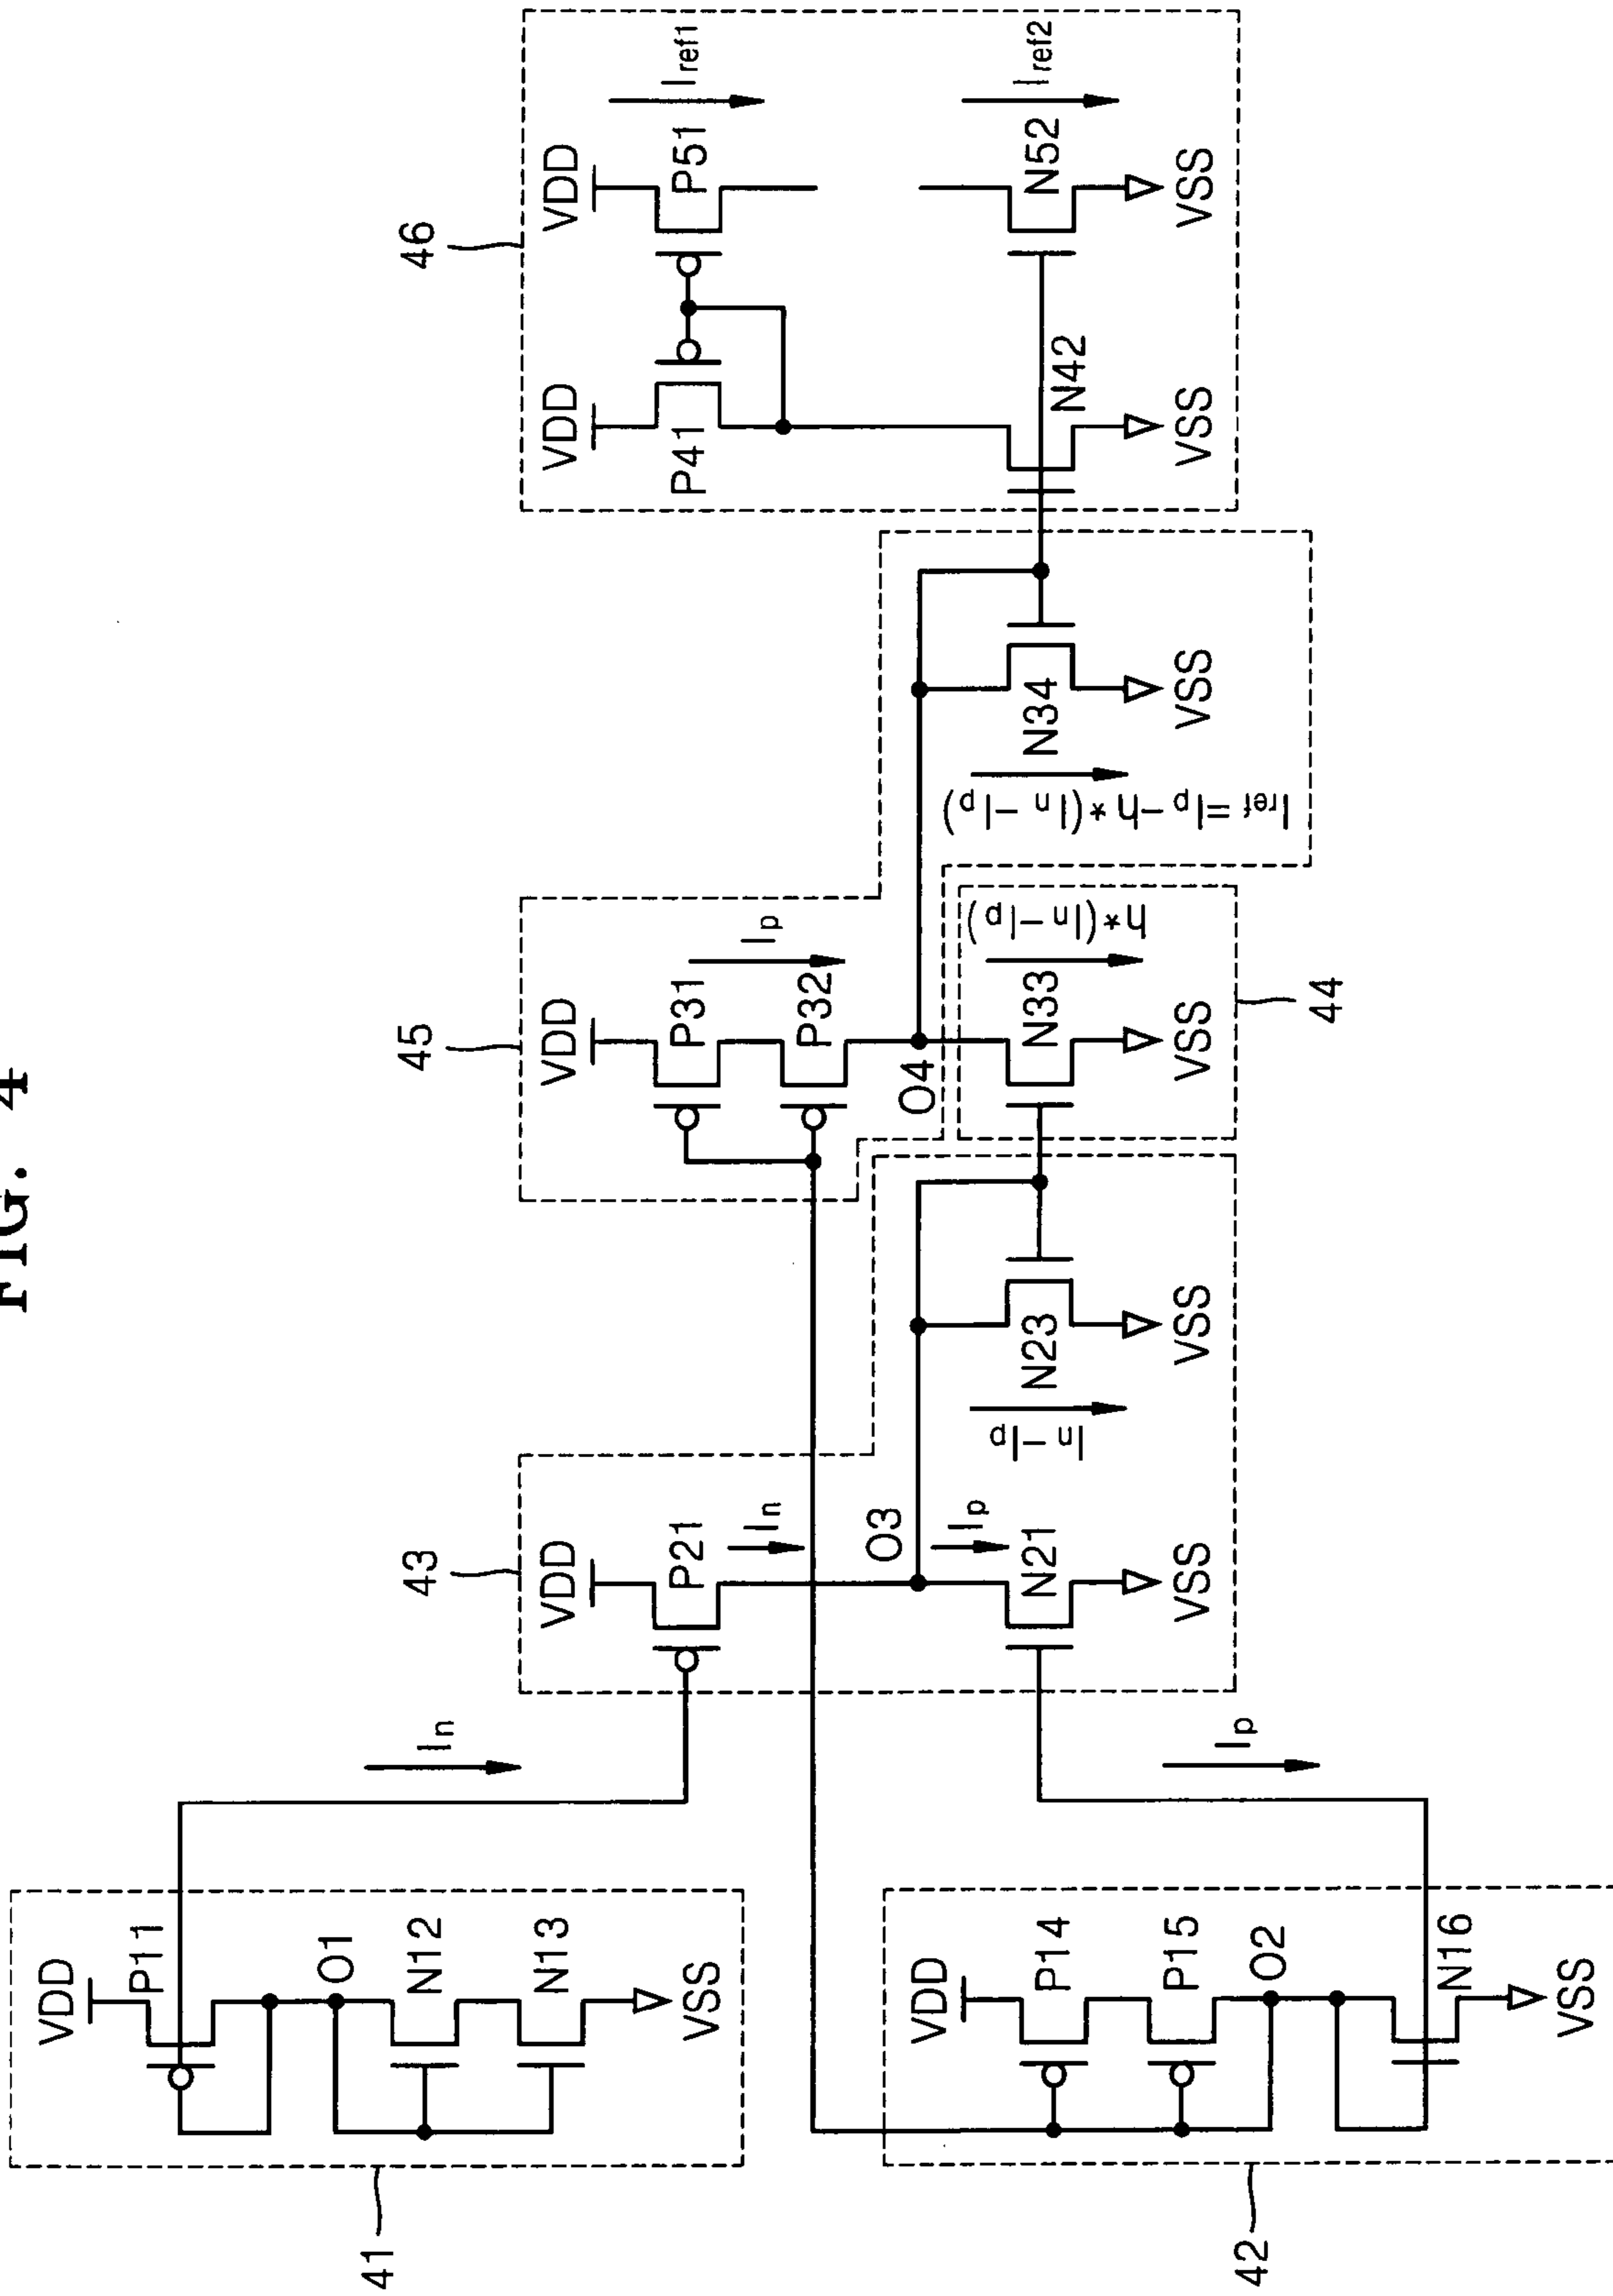 FIG. 4
41
VDD
P11
O1
N12
N13
VSS
42
VDD
P14
P15
O2
N16
VSS
In
Ip
43
VDD
P21
In
O3
Ip
N21
VSS
In-Ip
N23
VSS
45
VDD
P31
Ip
P32
O4
44
N33
h*(In-Ip)
VSS
Iref=Ip-h*(In-Ip)
N34
VSS
46
VDD
P41
N42
VSS
VDD
P51
Iref1
N52
Iref2
VSS